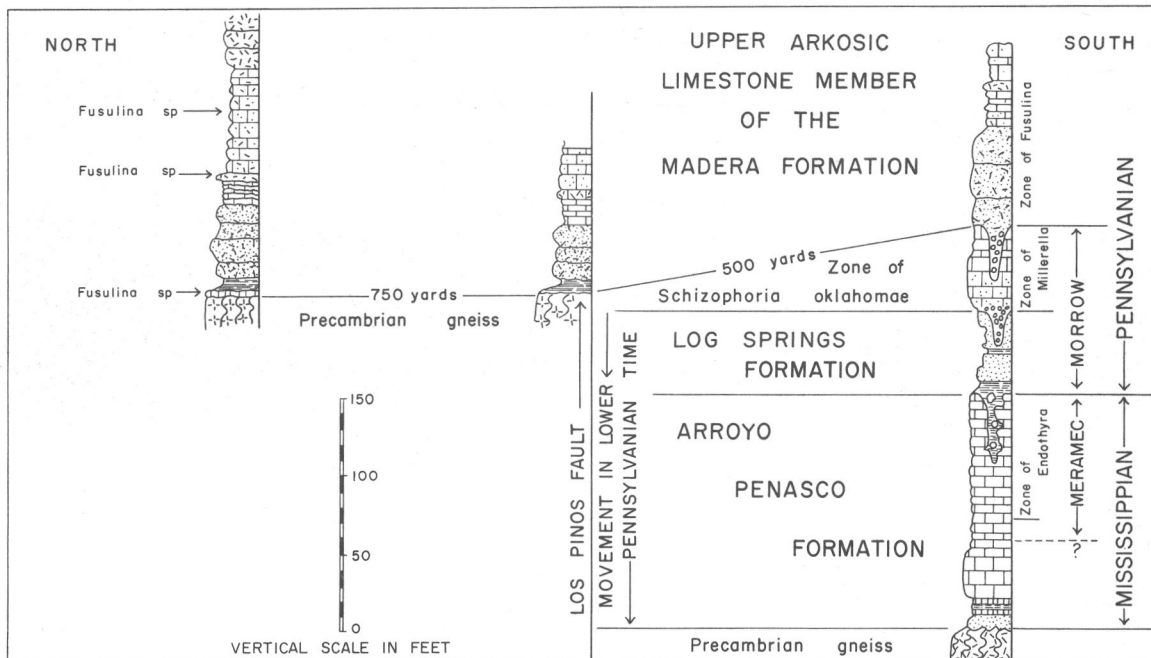 NORTH
Fusulina sp
Fusulina sp
Fusulina sp
750 yards
Precambrian gneiss
150
100
50
0
VERTICAL SCALE IN FEET
LOS PINOS FAULT
MOVEMENT IN LOWER
PENNSYLVANIAN TIME
UPPER ARKOSIC
LIMESTONE MEMBER
OF THE
MADERA FORMATION
500 yards
Zone of
Schizophoria oklahomae
LOG SPRINGS
FORMATION
ARROYO
PENASCO
FORMATION
Precambrian gneiss
SOUTH
Zone of Fusulina
Zone of
Millerella
Zone of
Endothyra
MORROW
MERAMEC
?
PENNSYLVANIAN
MISSISSIPPIAN